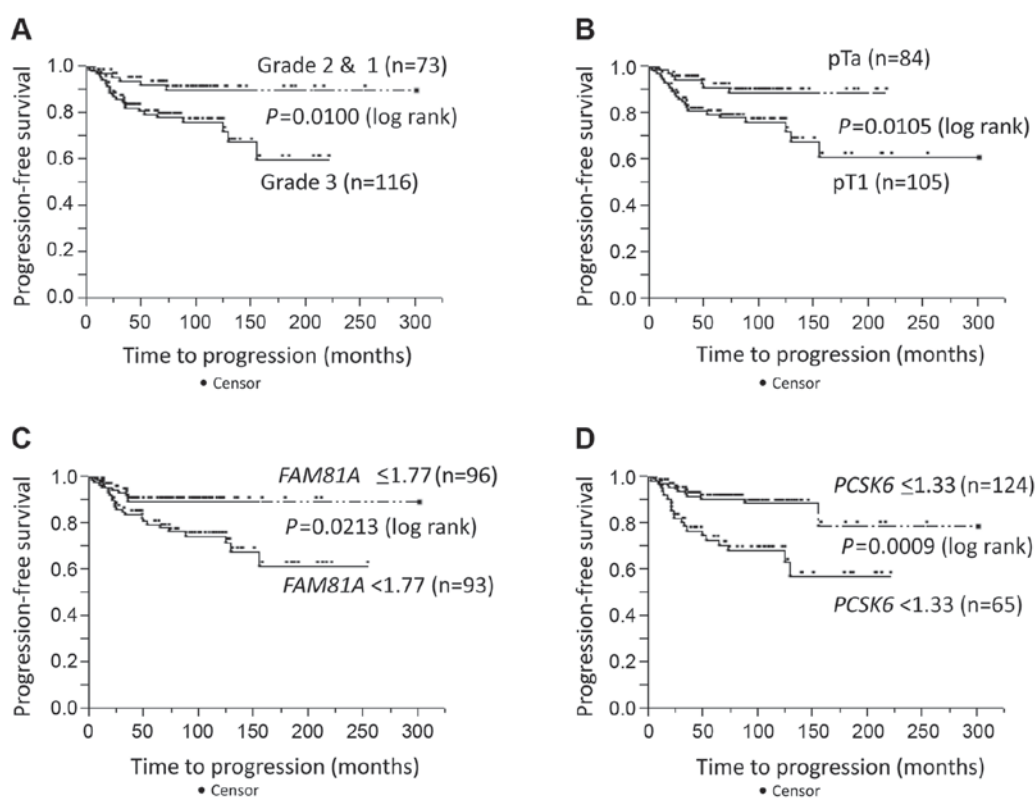 A
Progression-free survival
1.0
0.8
0.6
0.4
0.2
0.0
Grade 2 & 1 (n=73)
P=0.0100 (log rank)
Grade 3 (n=116)
0 50 100 150 200 250 300
Time to progression (months)
• Censor
B
Progression-free survival
1.0
0.8
0.6
0.4
0.2
0.0
pTa (n=84)
P=0.0105 (log rank)
pT1 (n=105)
0 50 100 150 200 250 300
Time to progression (months)
• Censor
C
Progression-free survival
1.0
0.8
0.6
0.4
0.2
0.0
FAM81A ≤1.77 (n=96)
P=0.0213 (log rank)
FAM81A <1.77 (n=93)
0 50 100 150 200 250 300
Time to progression (months)
• Censor
D
Progression-free survival
1.0
0.8
0.6
0.4
0.2
0.0
PCSK6 ≤1.33 (n=124)
P=0.0009 (log rank)
PCSK6 <1.33 (n=65)
0 50 100 150 200 250 300
Time to progression (months)
• Censor